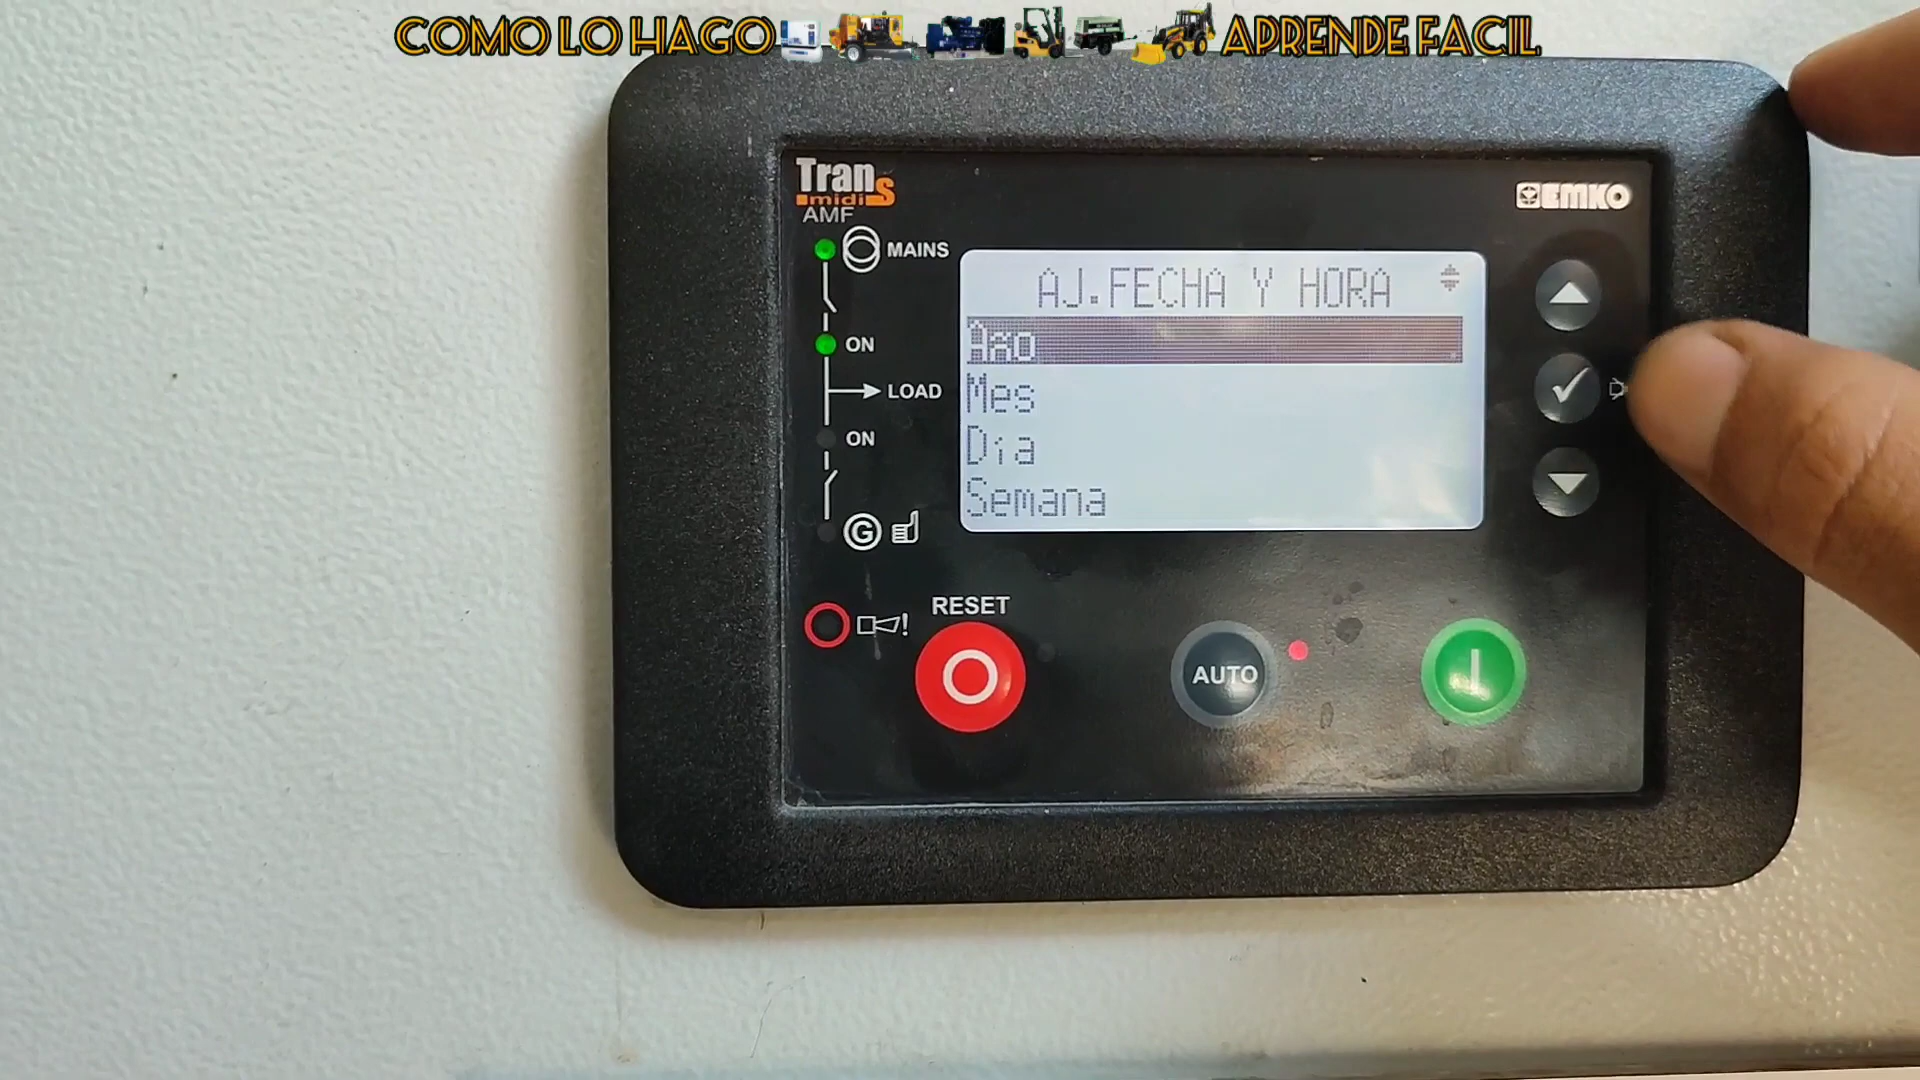 COMO LO HAGO APRENDE FACIL
Trans
midi
AMF
EMKO
MAINS
ON
LOAD
ON
G
AJ.FECHA Y HORA
Año
Mes
Día
Semana
RESET
AUTO